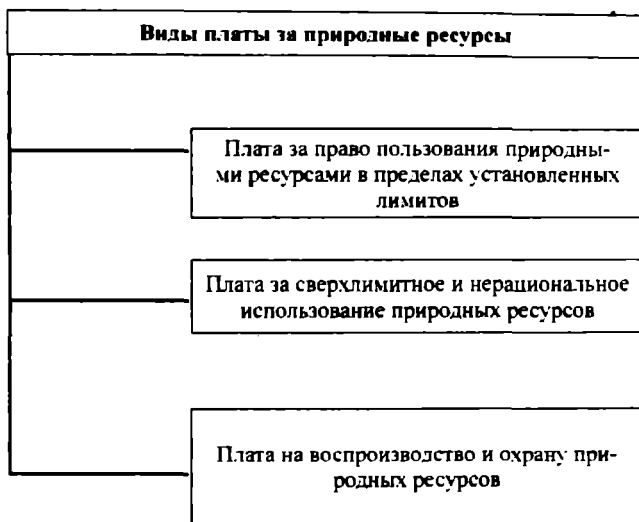 Виды платы за природные ресурсы
Плата за право пользования природны-
ми ресурсами в пределах установленных
лимитов
Плата за сверхлимитное и нерациональное
использование природных ресурсов
Плата на воспроизводство и охрану при-
родных ресурсов